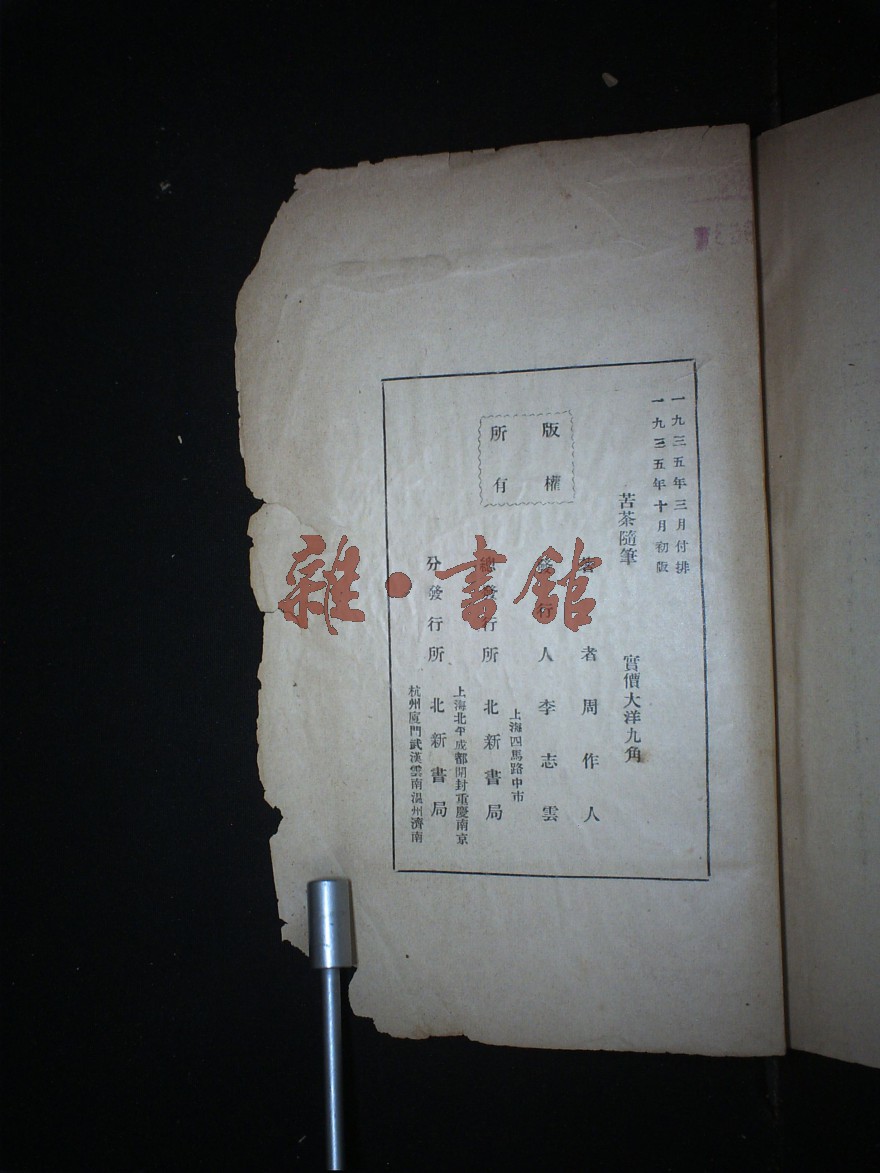 一九三五年三月付排
一九三五年十月初版
苦茶隨筆　實價大洋九角
版權
所有
著者　周作人
發行人　李志雲
上海四馬路中市
總發行所　北新書局
上海北平成都開封重慶南京
分發行所　北新書局
杭州廈門武漢雲南溫州濟南
雜·書館